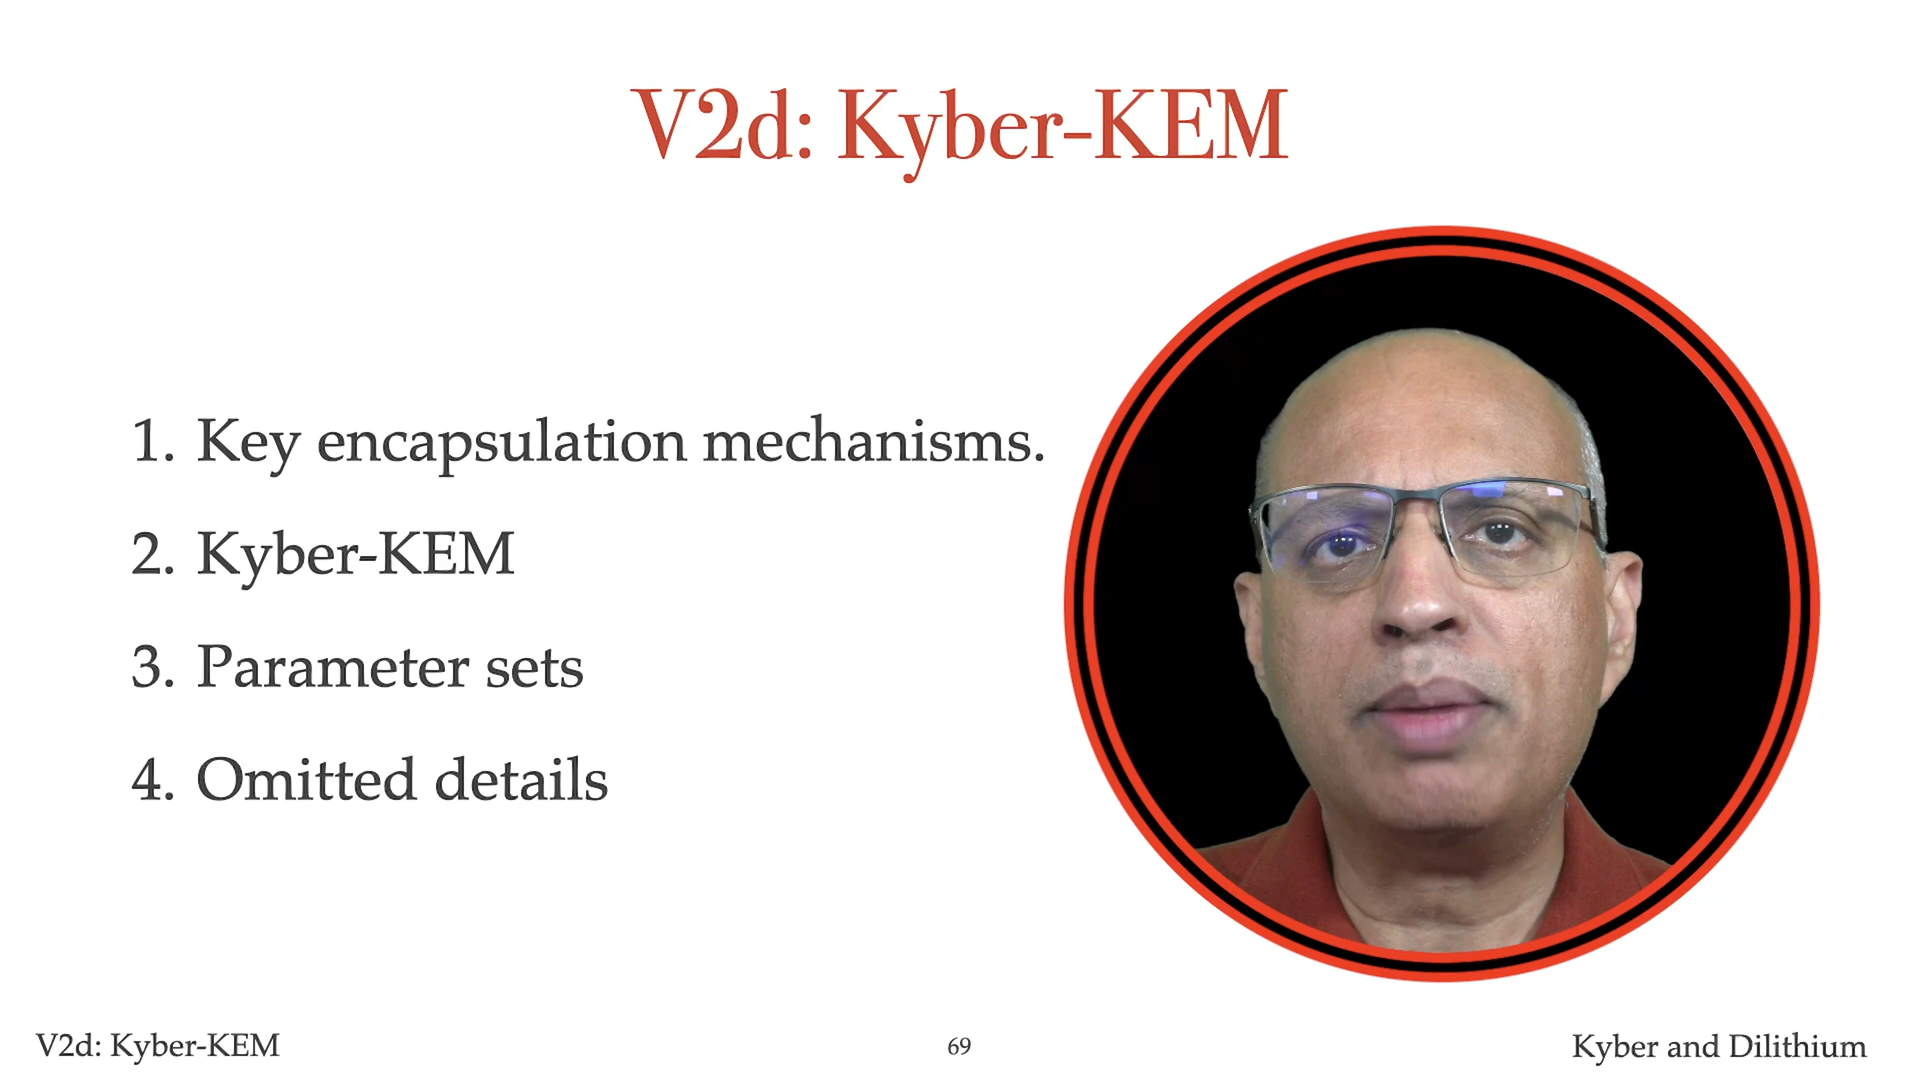 V2d: Kyber-KEM
1. Key encapsulation mechanisms.
2. Kyber-KEM
3. Parameter sets
4. Omitted details
V2d: Kyber-KEM
69
Kyber and Dilithium